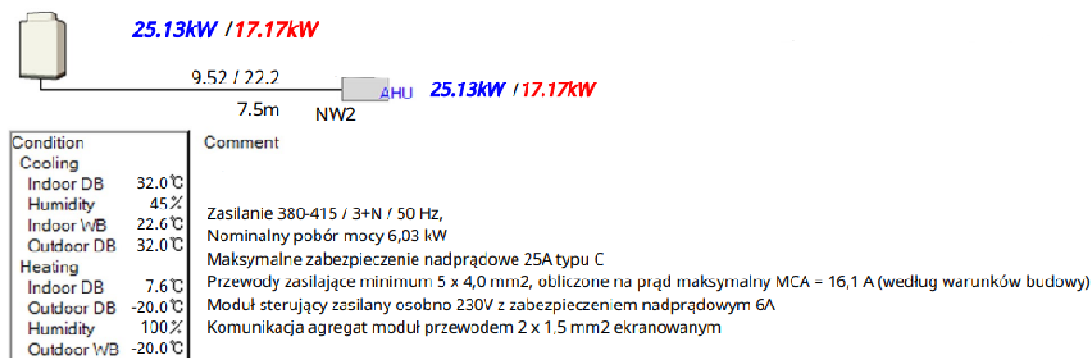 25.13kW / 17.17kW
9.52 / 22.2
AHU 25.13kW / 17.17kW
7.5m
NW2
Condition
Comment
Cooling
Indoor DB 32.0℃
Humidity 45%
Indoor WB 22.6℃
Outdoor DB 32.0℃
Heating
Indoor DB 7.6℃
Outdoor DB -20.0℃
Humidity 100%
Outdoor WB -20.0℃
Zasilanie 380-415 / 3+N / 50 Hz,
Nominalny pobór mocy 6,03 kW
Maksymalne zabezpieczenie nadprądowe 25A typu C
Przewody zasilające minimum 5 x 4,0 mm2, obliczone na prąd maksymalny MCA = 16,1 A (według warunków budowy)
Moduł sterujący zasilany osobno 230V z zabezpieczeniem nadprądowym 6A
Komunikacja agregat moduł przewodem 2 x 1,5 mm2 ekranowanym